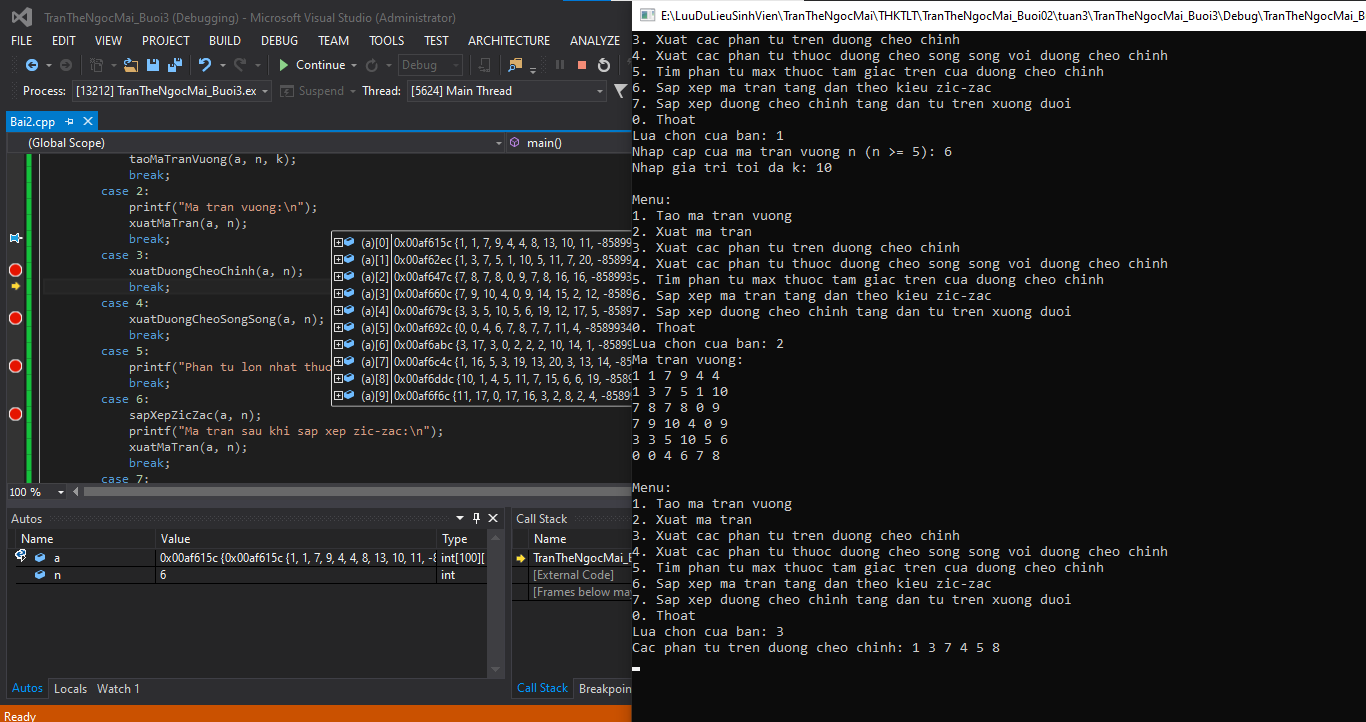 TranTheNgocMai_Buoi3 (Debugging) - Microsoft Visual Studio (Administrator)
FILE EDIT VIEW PROJECT BUILD DEBUG TEAM TOOLS TEST ARCHITECTURE ANALYZE
Continue Debug
Process: [13212] TranTheNgocMai_Buoi3.ex Suspend Thread: [5624] Main Thread
Bai2.cpp
(Global Scope) main()
taoMaTranVuong(a, n, k);
break;
case 2:
printf("Ma tran vuong:\n");
xuatMaTran(a, n);
break;
case 3:
xuatDuongCheoChinh(a, n);
break;
case 4:
xuatDuongCheoSongSong(a, n);
break;
case 5:
printf("Phan tu lon nhat thuo
break;
case 6:
sapXepZicZac(a, n);
printf("Ma tran sau khi sap xep zic-zac:\n");
xuatMaTran(a, n);
break;
case 7:
(a)[0] 0x00af615c {1, 1, 7, 9, 4, 4, 8, 13, 10, 11, -85899
(a)[1] 0x00af62ec {1, 3, 7, 5, 1, 10, 5, 11, 7, 20, -85899
(a)[2] 0x00af647c {7, 8, 7, 8, 0, 9, 7, 8, 16, 16, -858993
(a)[3] 0x00af660c {7, 9, 10, 4, 0, 9, 14, 15, 2, 12, -8589
(a)[4] 0x00af679c {3, 3, 5, 10, 5, 6, 19, 12, 17, 5, -8589
(a)[5] 0x00af692c {0, 0, 4, 6, 7, 8, 7, 7, 11, 4, -85899340
(a)[6] 0x00af6abc {3, 17, 3, 0, 2, 2, 2, 10, 14, 1, -85899
(a)[7] 0x00af6c4c {1, 16, 5, 3, 19, 13, 20, 3, 13, 14, -85
(a)[8] 0x00af6ddc {10, 1, 4, 5, 11, 7, 15, 6, 6, 19, -8589
(a)[9] 0x00af6f6c {11, 17, 0, 17, 16, 3, 2, 8, 2, 4, -8589
100 %
Autos
Name Value Type
a 0x00af615c {0x00af615c {1, 1, 7, 9, 4, 4, 8, 13, 10, 11, -8 int[100][
n 6 int
Autos Locals Watch 1
Call Stack
Name
TranTheNgocMai_B
[External Code]
[Frames below ma
Call Stack Breakpoin
Ready
E:\LuuDuLieuSinhVien\TranTheNgocMai\THKTLT\TranTheNgocMai_Buoi02\tuan3\TranTheNgocMai_Buoi3\Debug\TranTheNgocMai_B
3. Xuat cac phan tu tren duong cheo chinh
4. Xuat cac phan tu thuoc duong cheo song song voi duong cheo chinh
5. Tim phan tu max thuoc tam giac tren cua duong cheo chinh
6. Sap xep ma tran tang dan theo kieu zic-zac
7. Sap xep duong cheo chinh tang dan tu tren xuong duoi
0. Thoat
Lua chon cua ban: 1
Nhap cap cua ma tran vuong n (n >= 5): 6
Nhap gia tri toi da k: 10
Menu:
1. Tao ma tran vuong
2. Xuat ma tran
3. Xuat cac phan tu tren duong cheo chinh
4. Xuat cac phan tu thuoc duong cheo song song voi duong cheo chinh
5. Tim phan tu max thuoc tam giac tren cua duong cheo chinh
6. Sap xep ma tran tang dan theo kieu zic-zac
7. Sap xep duong cheo chinh tang dan tu tren xuong duoi
0. Thoat
Lua chon cua ban: 2
Ma tran vuong:
1 1 7 9 4 4
1 3 7 5 1 10
7 8 7 8 0 9
7 9 10 4 0 9
3 3 5 10 5 6
0 0 4 6 7 8
Menu:
1. Tao ma tran vuong
2. Xuat ma tran
3. Xuat cac phan tu tren duong cheo chinh
4. Xuat cac phan tu thuoc duong cheo song song voi duong cheo chinh
5. Tim phan tu max thuoc tam giac tren cua duong cheo chinh
6. Sap xep ma tran tang dan theo kieu zic-zac
7. Sap xep duong cheo chinh tang dan tu tren xuong duoi
0. Thoat
Lua chon cua ban: 3
Cac phan tu tren duong cheo chinh: 1 3 7 4 5 8